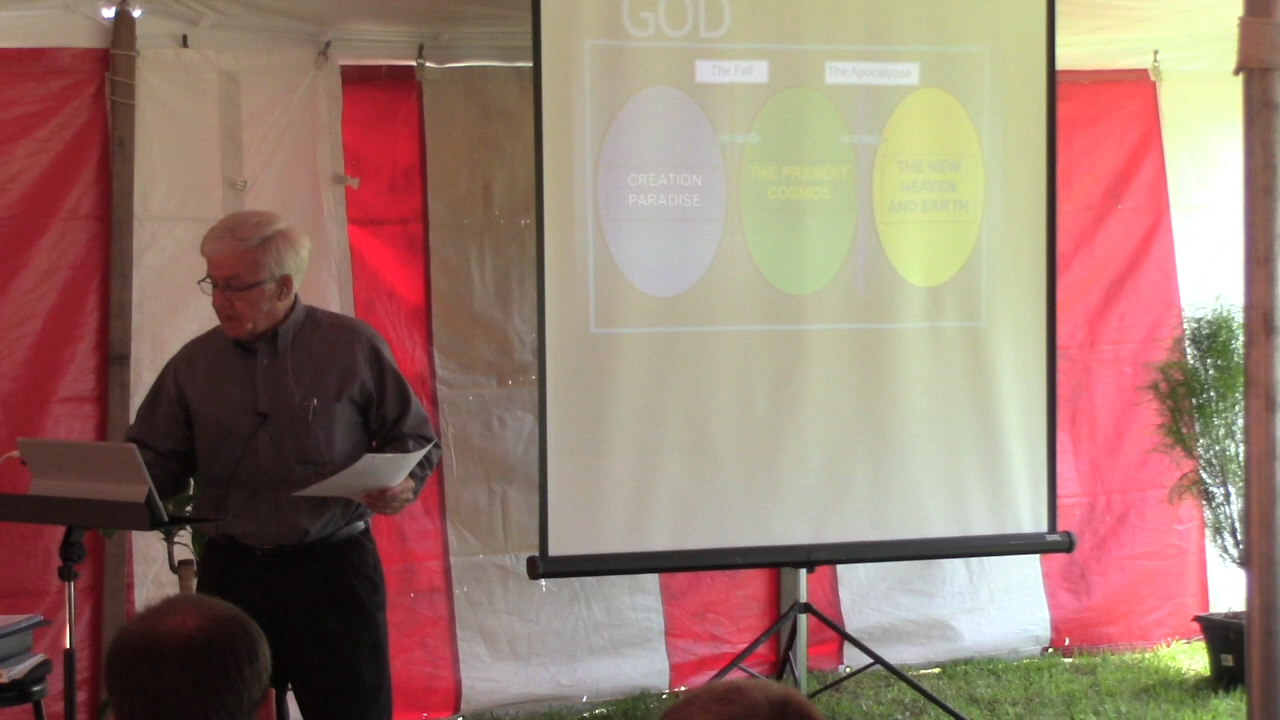 GOD
The Fall
The Apocalypse
CREATION
PARADISE
THE PRESENT
COSMOS
THE NEW
HEAVEN
AND EARTH